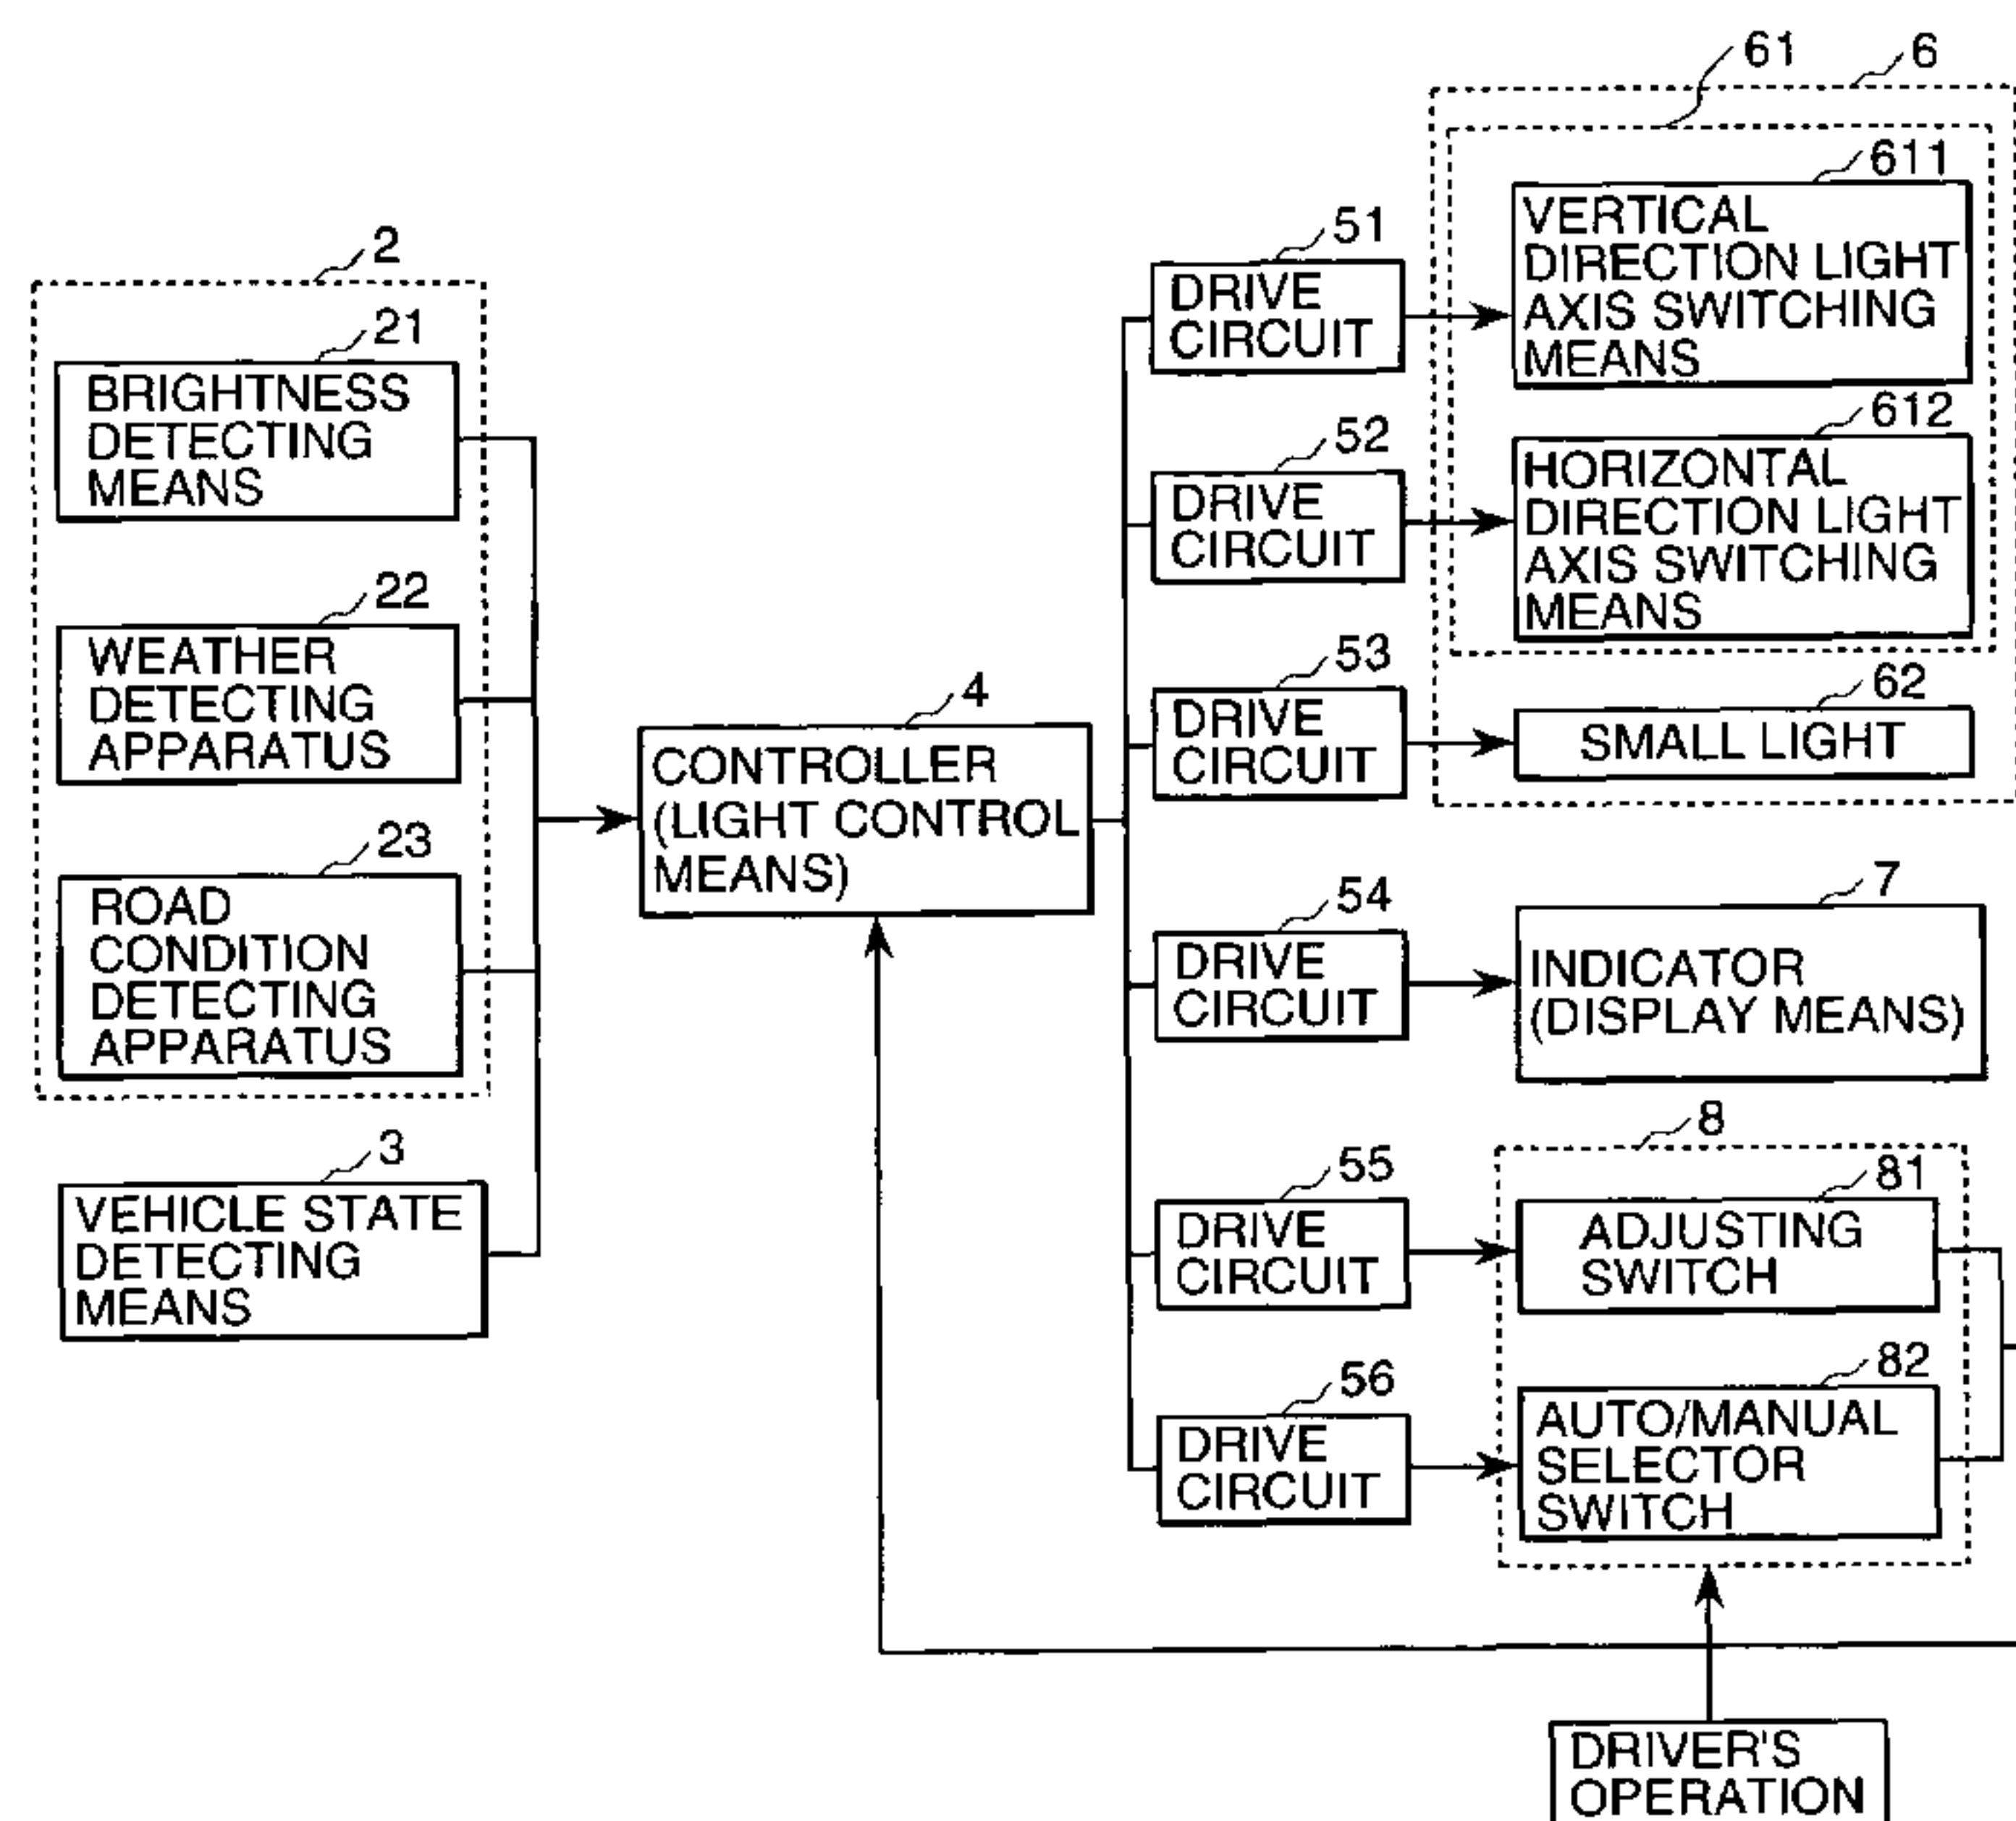 2
21
BRIGHTNESS
DETECTING
MEANS
22
WEATHER
DETECTING
APPARATUS
23
ROAD
CONDITION
DETECTING
APPARATUS
3
VEHICLE STATE
DETECTING
MEANS
4
CONTROLLER
(LIGHT CONTROL
MEANS)
51
DRIVE
CIRCUIT
52
DRIVE
CIRCUIT
53
DRIVE
CIRCUIT
54
DRIVE
CIRCUIT
55
DRIVE
CIRCUIT
56
DRIVE
CIRCUIT
61
6
611
VERTICAL
DIRECTION LIGHT
AXIS SWITCHING
MEANS
612
HORIZONTAL
DIRECTION LIGHT
AXIS SWITCHING
MEANS
62
SMALL LIGHT
7
INDICATOR
(DISPLAY MEANS)
8
81
ADJUSTING
SWITCH
82
AUTO/MANUAL
SELECTOR
SWITCH
DRIVER'S
OPERATION